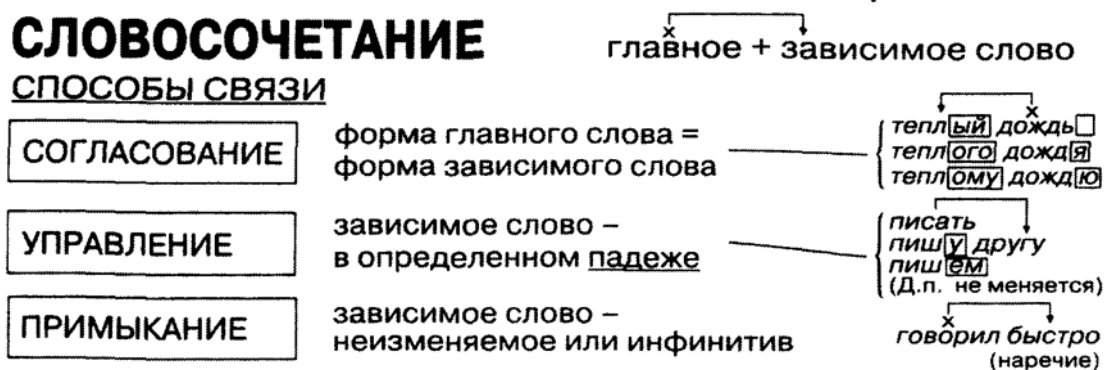 СЛОВОСОЧЕТАНИЕ
главное + зависимое слово
СПОСОБЫ СВЯЗИ
СОГЛАСОВАНИЕ
форма главного слова =
форма зависимого слова
теплый дождь
теплого дождя
теплому дождю
УПРАВЛЕНИЕ
зависимое слово –
в определенном падеже
писать
пишу другу
пишем
(Д.п. не меняется)
ПРИМЫКАНИЕ
зависимое слово –
неизменяемое или инфинитив
говорил быстро
(наречие)